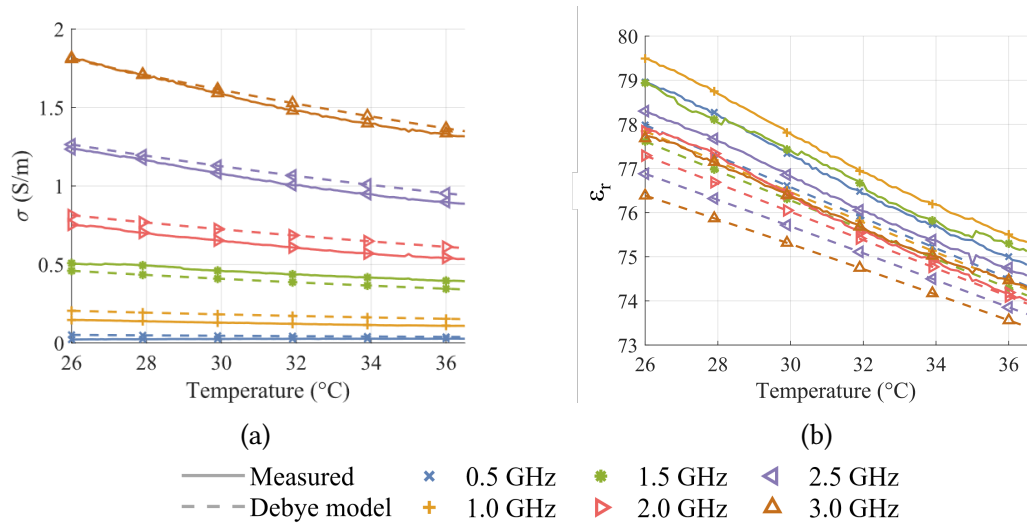 2
1.5
1
0.5
0
σ (S/m)
26 28 30 32 34 36
Temperature (°C)
(a)
80
79
78
77
76
75
74
73
εr
26 28 30 32 34 36
Temperature (°C)
(b)
Measured 0.5 GHz 1.5 GHz 2.5 GHz
Debye model 1.0 GHz 2.0 GHz 3.0 GHz